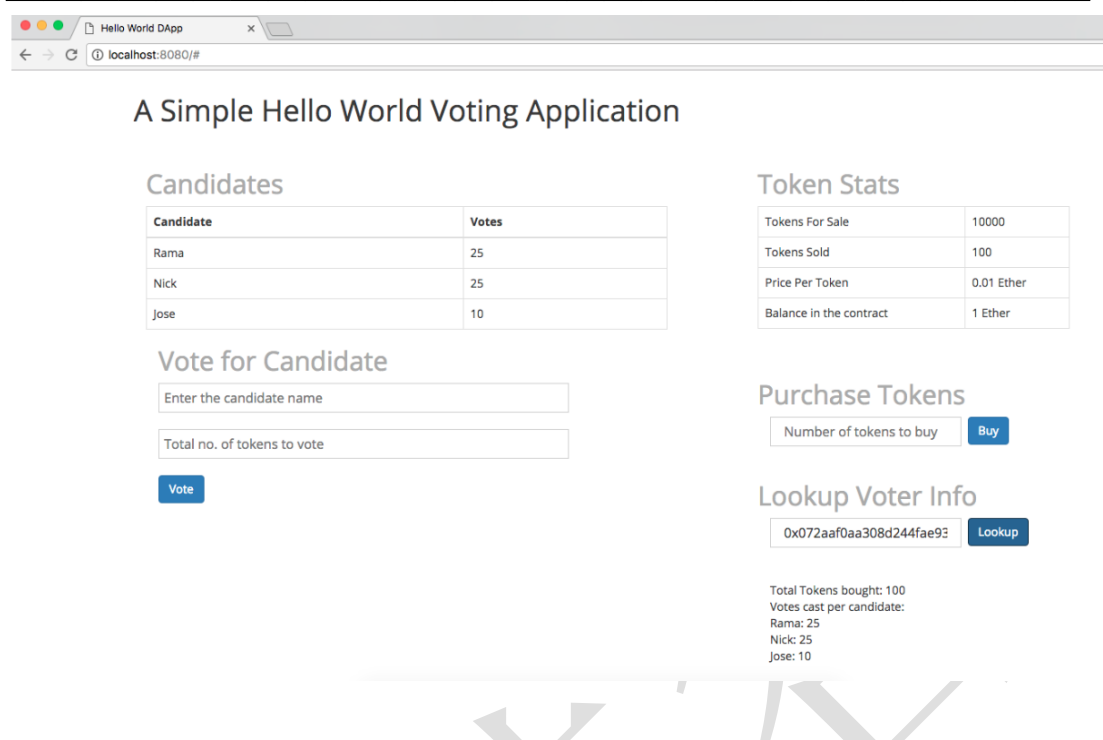 Hello World DApp
localhost:8080/#
A Simple Hello World Voting Application
Candidates
Candidate Votes
Rama 25
Nick 25
Jose 10
Vote for Candidate
Enter the candidate name
Total no. of tokens to vote
Vote
Token Stats
Tokens For Sale 10000
Tokens Sold 100
Price Per Token 0.01 Ether
Balance in the contract 1 Ether
Purchase Tokens
Number of tokens to buy Buy
Lookup Voter Info
0x072aaf0aa308d244fae93 Lookup
Total Tokens bought: 100
Votes cast per candidate:
Rama: 25
Nick: 25
Jose: 10